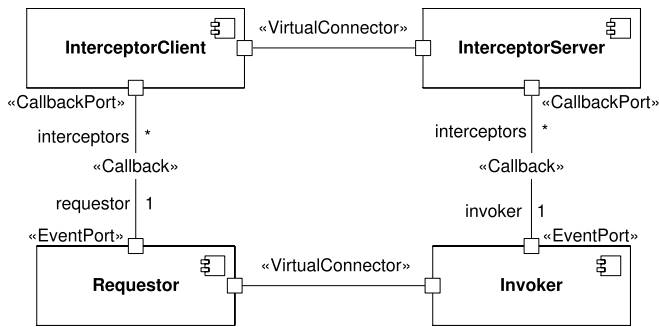 «VirtualConnector»
InterceptorClient
InterceptorServer
«CallbackPort»
«CallbackPort»
interceptors *
interceptors *
«Callback»
«Callback»
requestor 1
invoker 1
«EventPort»
«EventPort»
«VirtualConnector»
Requestor
Invoker